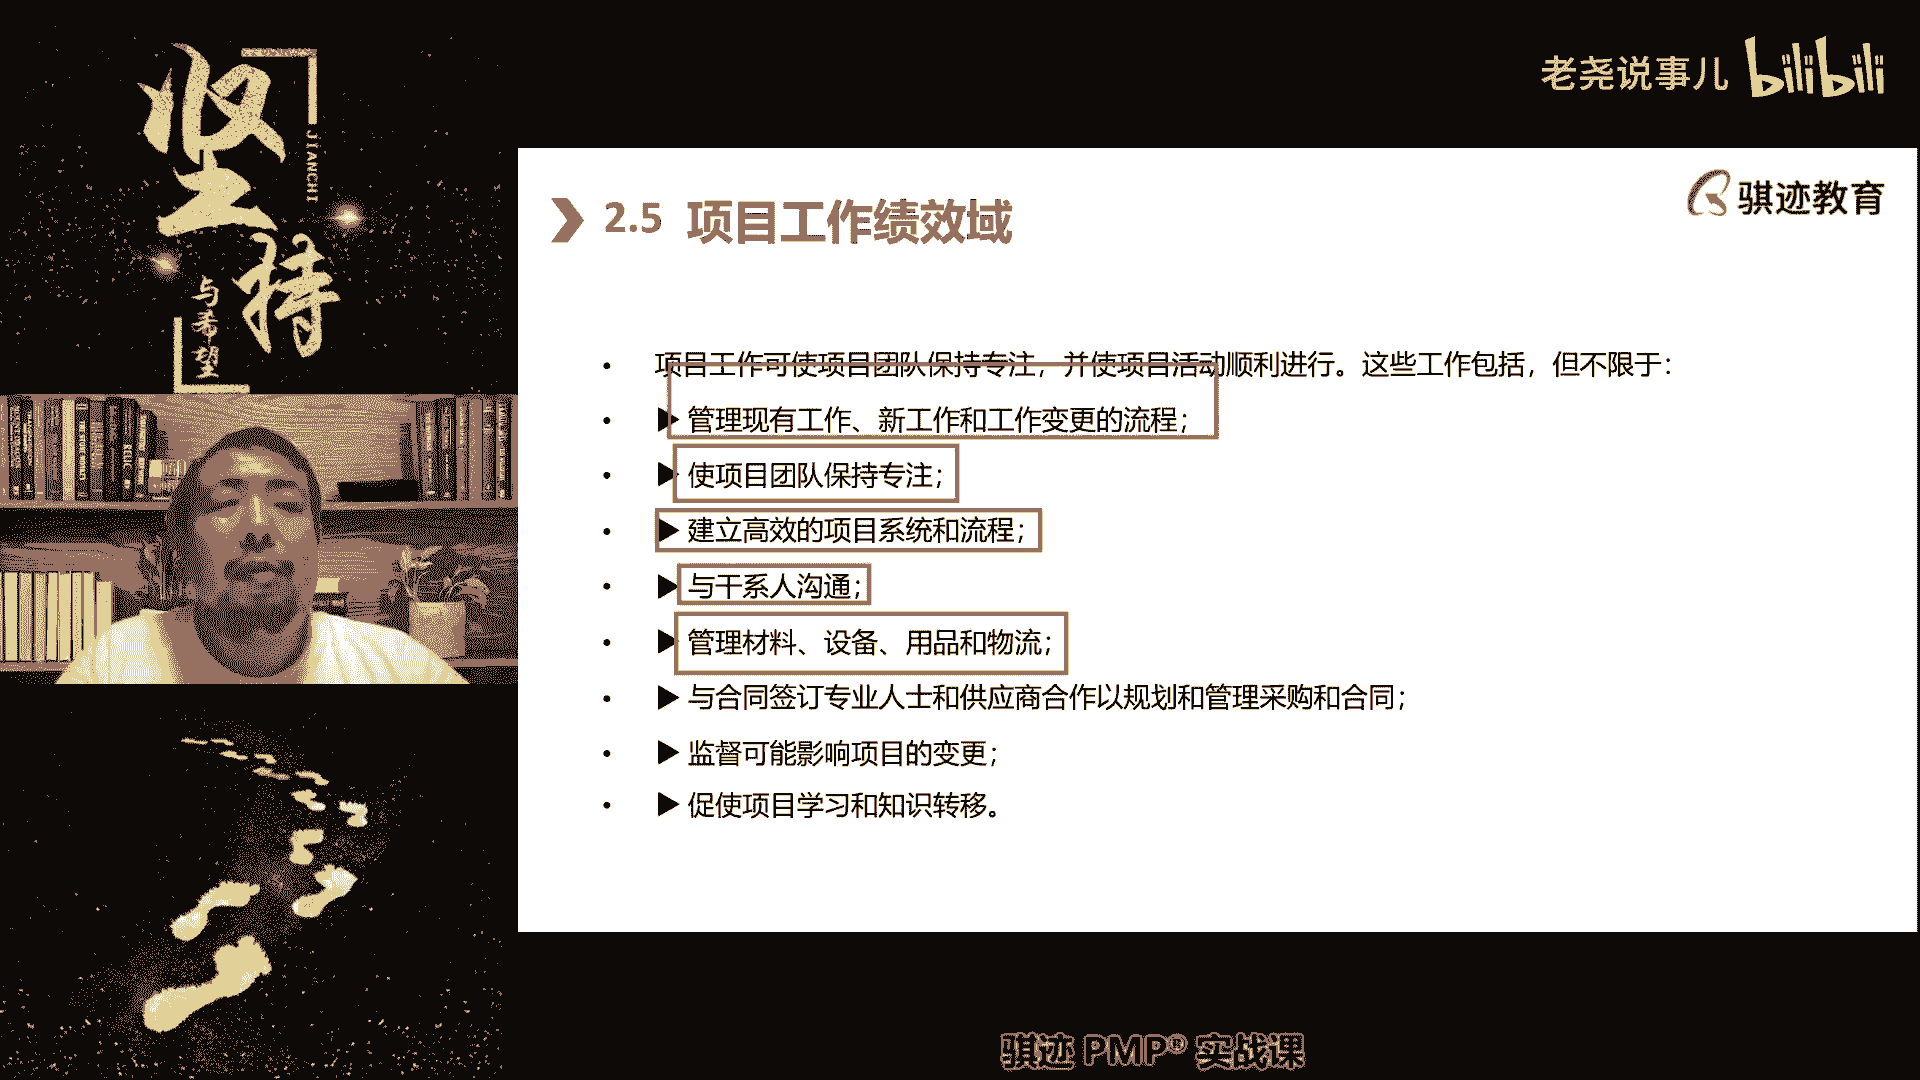 坚持
JIANCHI
与希望
老尧说事儿 bilibili
骐迹教育
2.5 项目工作绩效域
• 项目工作可使项目团队保持专注，并使项目活动顺利进行。这些工作包括，但不限于：
• ▶ 管理现有工作、新工作和工作变更的流程；
• ▶ 使项目团队保持专注；
• ▶ 建立高效的项目系统和流程；
• ▶ 与干系人沟通；
• ▶ 管理材料、设备、用品和物流；
• ▶ 与合同签订专业人士和供应商合作以规划和管理采购和合同；
• ▶ 监督可能影响项目的变更；
• ▶ 促使项目学习和知识转移。
骐迹 PMP® 实战课